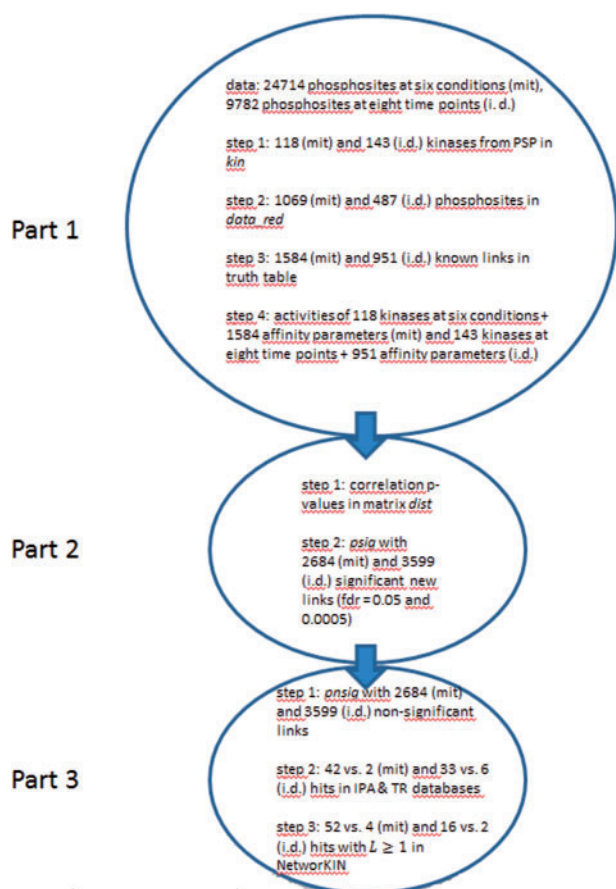 data: 24714 phosphosites at six conditions (mit),
9782 phosphosites at eight time points (i. d.)
step 1: 118 (mit) and 143 (i.d.) kinases from PSP in
kin
step 2: 1069 (mit) and 487 (i.d.) phosphosites in
data_red
Part 1
step 3: 1584 (mit) and 951 (i.d.) known links in
truth table
step 4: activities of 118 kinases at six conditions +
1584 affinity parameters (mit) and 143 kinases at
eight time points + 951 affinity parameters (i.d.)
Part 2
step 1: correlation p-
values in matrix dist
step 2: psig with
2684 (mit) and 3599
(i.d.) significant new
links (fdr = 0.05 and
0.0005)
Part 3
step 1: pnsig with 2684 (mit)
and 3599 (i.d.) non-significant
links
step 2: 42 vs. 2 (mit) and 33 vs. 6
(i.d.) hits in IPA & TR databases
step 3: 52 vs. 4 (mit) and 16 vs. 2
(i.d.) hits with L ≥ 1 in
NetworKIN